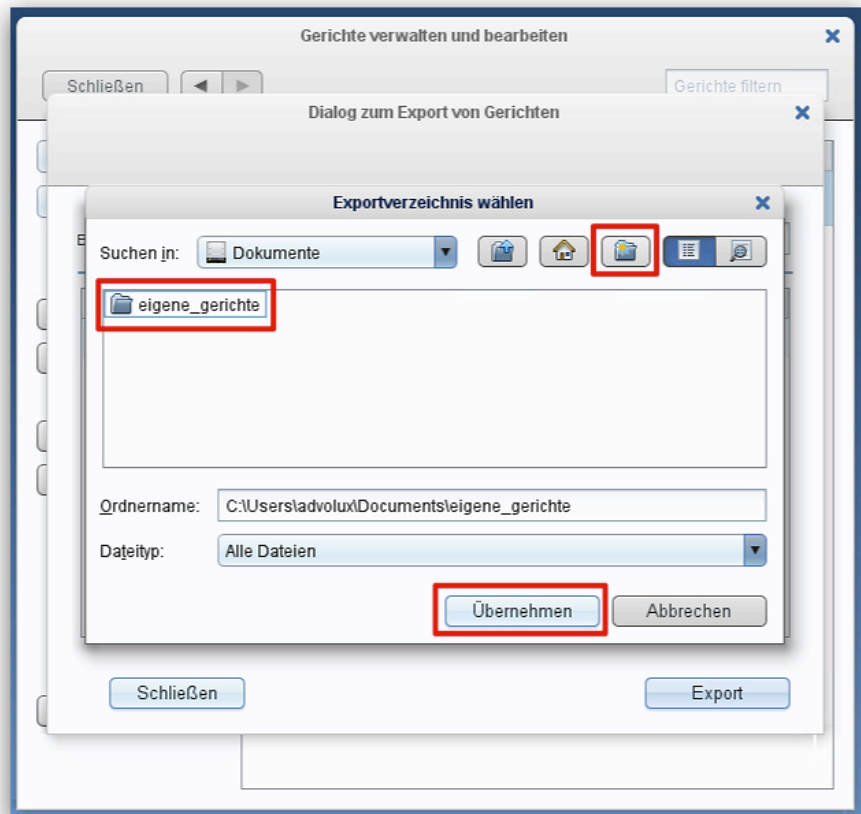 Gerichte verwalten und bearbeiten
Schließen
Gerichte filtern
Dialog zum Export von Gerichten
Exportverzeichnis wählen
Suchen in: Dokumente
eigene_gerichte
Ordnername: C:\Users\advolux\Documents\eigene_gerichte
Dateityp: Alle Dateien
Übernehmen Abbrechen
Schließen Export